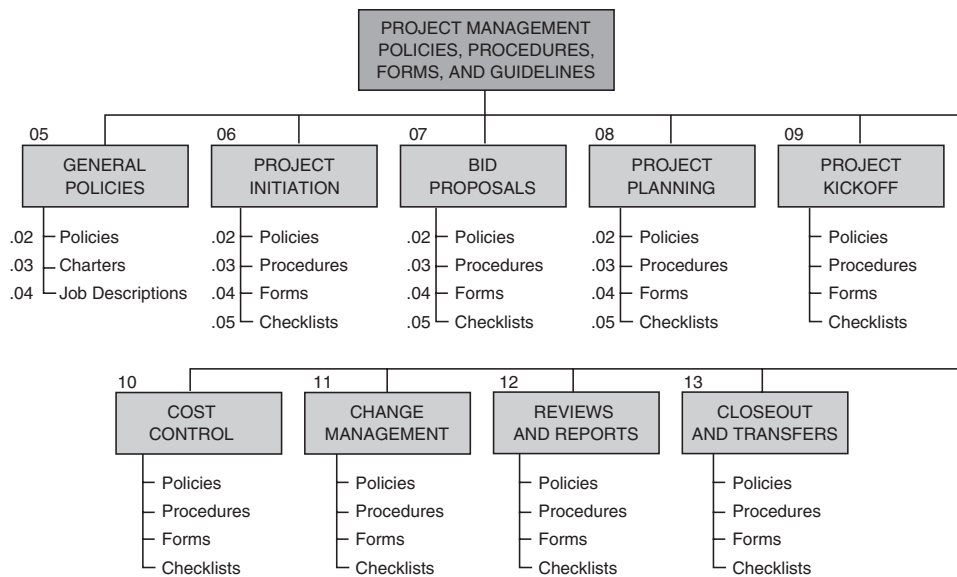 PROJECT MANAGEMENT
POLICIES, PROCEDURES,
FORMS, AND GUIDELINES
05
GENERAL
POLICIES
.02 Policies
.03 Charters
.04 Job Descriptions
06
PROJECT
INITIATION
.02 Policies
.03 Procedures
.04 Forms
.05 Checklists
07
BID
PROPOSALS
.02 Policies
.03 Procedures
.04 Forms
.05 Checklists
08
PROJECT
PLANNING
.02 Policies
.03 Procedures
.04 Forms
.05 Checklists
09
PROJECT
KICKOFF
Policies
Procedures
Forms
Checklists
10
COST
CONTROL
Policies
Procedures
Forms
Checklists
11
CHANGE
MANAGEMENT
Policies
Procedures
Forms
Checklists
12
REVIEWS
AND REPORTS
Policies
Procedures
Forms
Checklists
13
CLOSEOUT
AND TRANSFERS
Policies
Procedures
Forms
Checklists